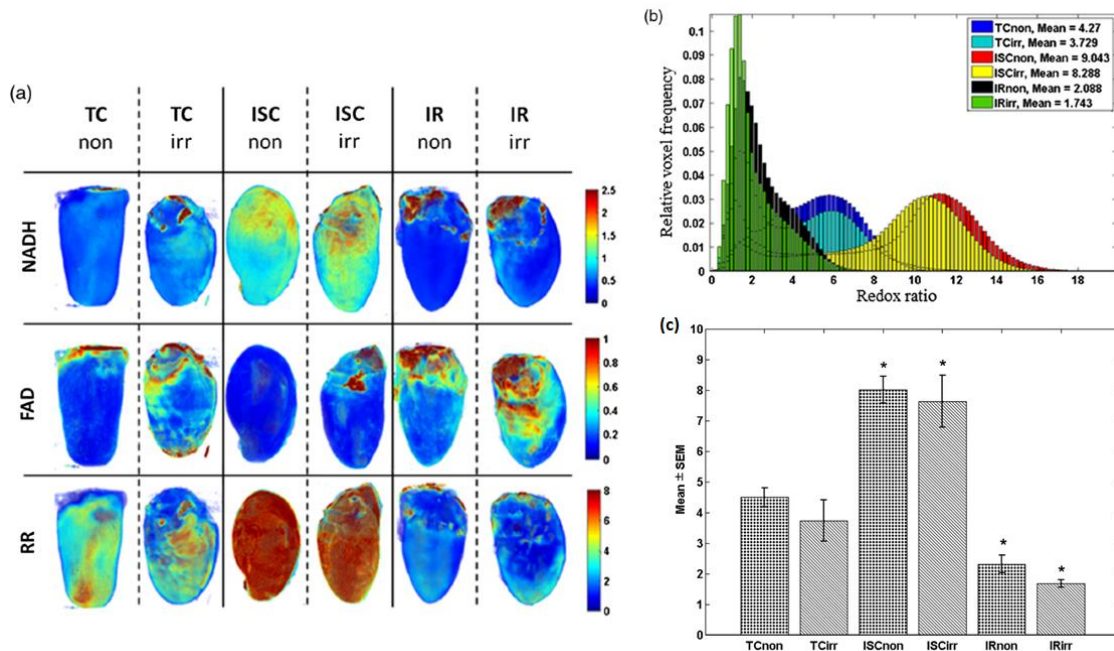 (a)
TC TC ISC ISC IR IR
non irr non irr non irr
NADH
2.5
2
1.5
1
0.5
0
FAD
1
0.8
0.6
0.4
0.2
0
RR
8
6
4
2
0
(b)
0.1
0.09
0.08
0.07
0.06
0.05
0.04
0.03
0.02
0.01
0
Relative voxel frequency
TCnon, Mean = 4.27
TCirr, Mean = 3.729
ISCnon, Mean = 9.043
ISCirr, Mean = 8.288
IRnon, Mean = 2.088
IRirr, Mean = 1.743
0 2 4 6 8 10 12 14 16 18
Redox ratio
(c)
10
9
8
7
6
5
4
3
2
1
0
Mean ± SEM
* * * *
TCnon TCirr ISCnon ISCirr IRnon IRirr